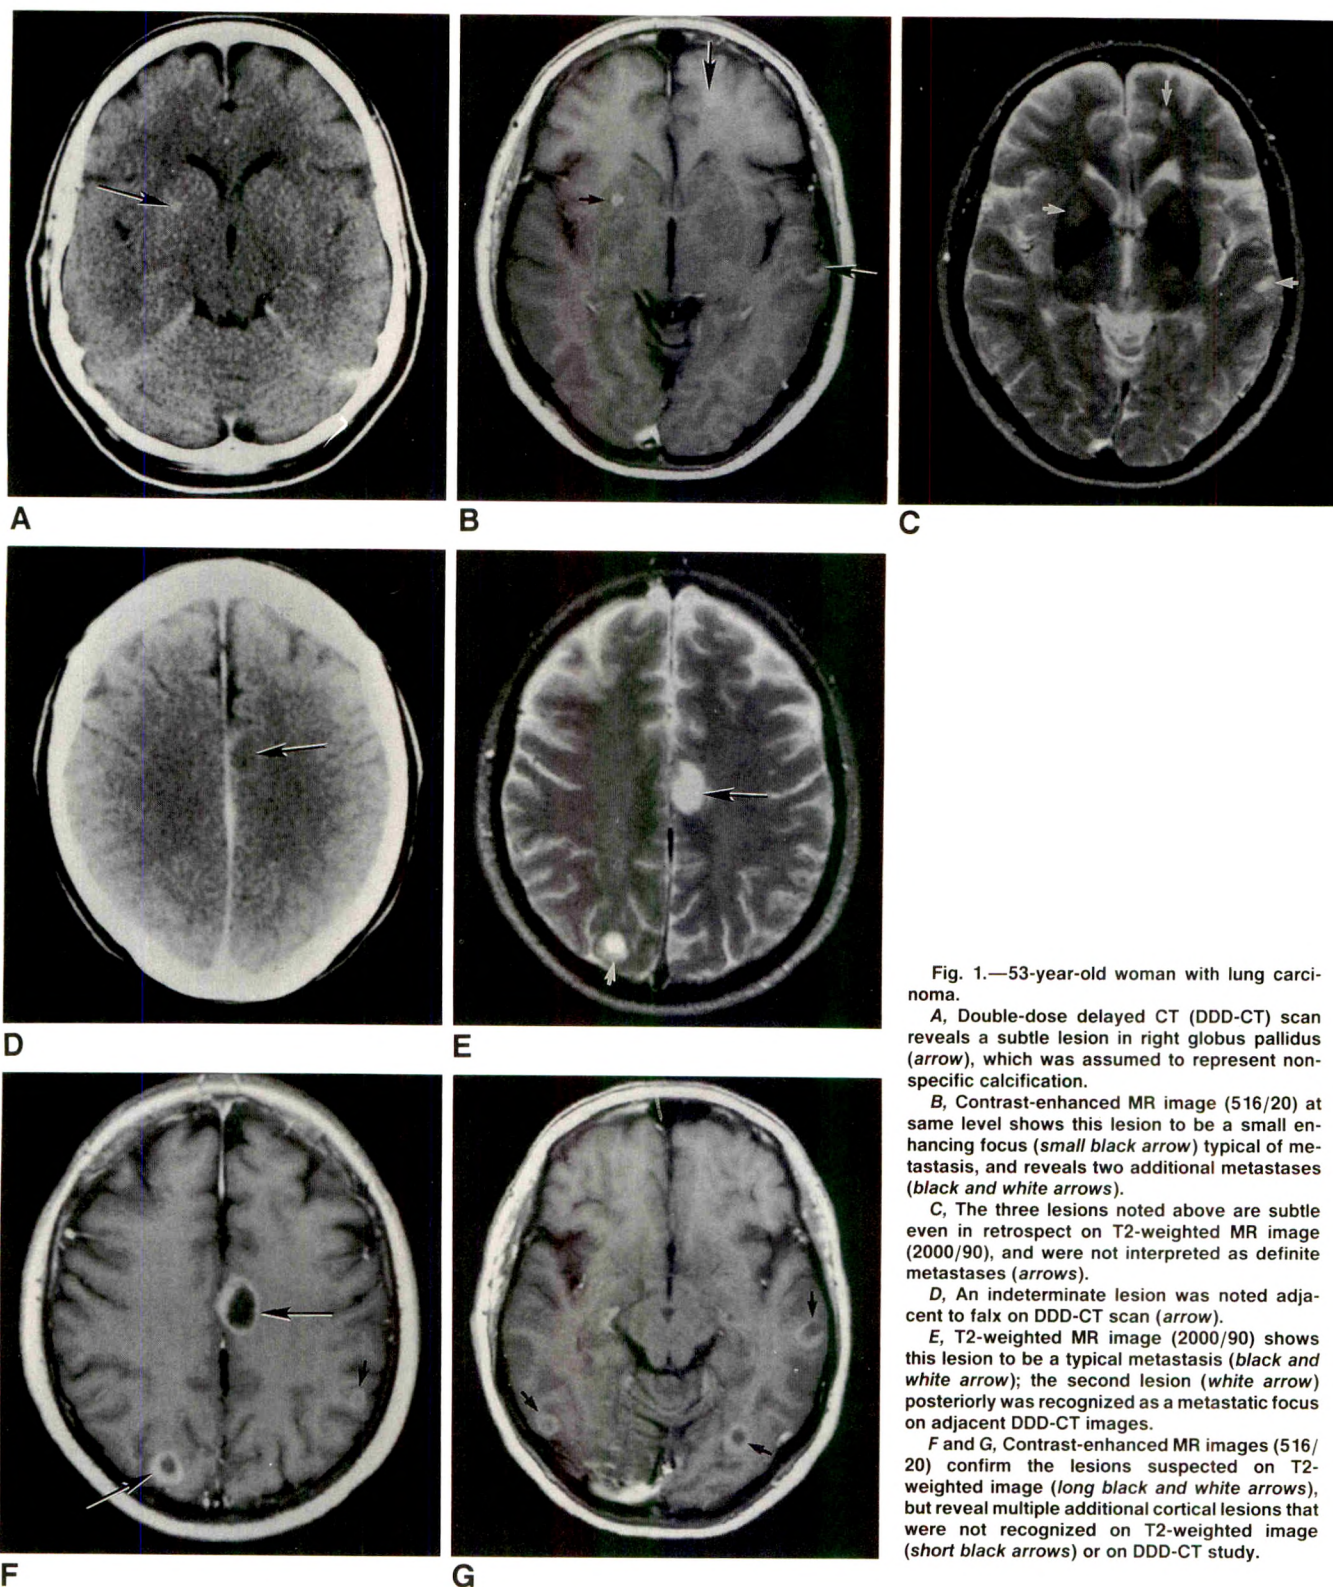 A
B
C
D
E
F
G
Fig. 1.—53-year-old woman with lung carci-
noma.
A, Double-dose delayed CT (DDD-CT) scan
reveals a subtle lesion in right globus pallidus
(arrow), which was assumed to represent non-
specific calcification.
B, Contrast-enhanced MR image (516/20) at
same level shows this lesion to be a small en-
hancing focus (small black arrow) typical of me-
tastasis, and reveals two additional metastases
(black and white arrows).
C, The three lesions noted above are subtle
even in retrospect on T2-weighted MR image
(2000/90), and were not interpreted as definite
metastases (arrows).
D, An indeterminate lesion was noted adja-
cent to falx on DDD-CT scan (arrow).
E, T2-weighted MR image (2000/90) shows
this lesion to be a typical metastasis (black and
white arrow); the second lesion (white arrow)
posteriorly was recognized as a metastatic focus
on adjacent DDD-CT images.
F and G, Contrast-enhanced MR images (516/
20) confirm the lesions suspected on T2-
weighted image (long black and white arrows),
but reveal multiple additional cortical lesions that
were not recognized on T2-weighted image
(short black arrows) or on DDD-CT study.